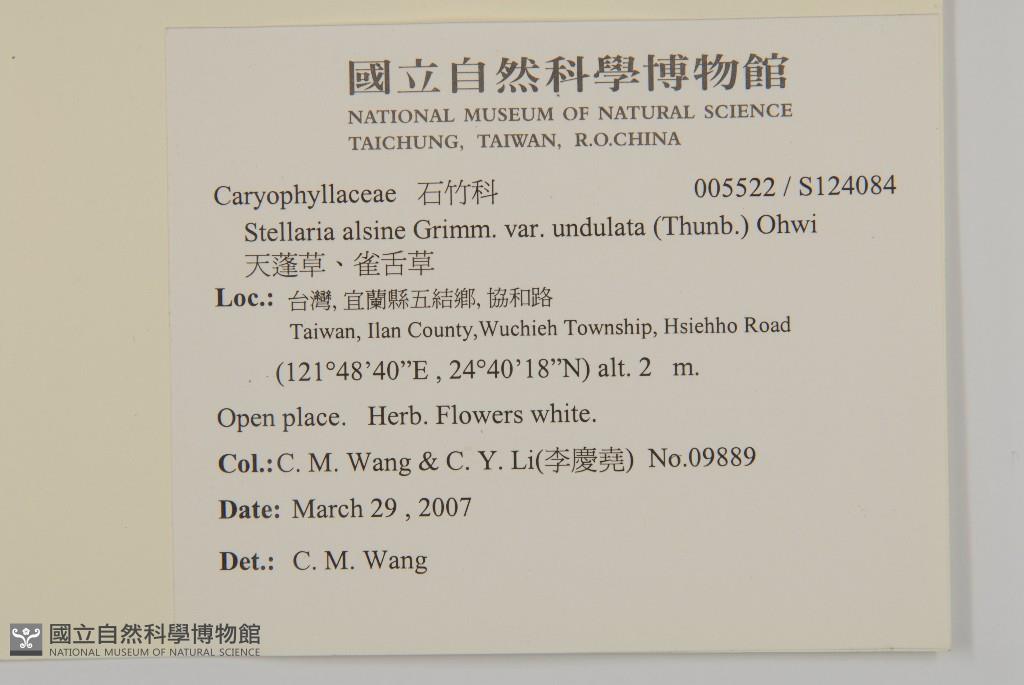 國立自然科學博物館
NATIONAL MUSEUM OF NATURAL SCIENCE
TAICHUNG, TAIWAN, R.O.CHINA
Caryophyllaceae 石竹科 005522 / S124084
Stellaria alsine Grimm. var. undulata (Thunb.) Ohwi
天蓬草、雀舌草
Loc.: 台灣, 宜蘭縣五結鄉, 協和路
Taiwan, Ilan County,Wuchieh Township, Hsiehho Road
(121°48’40”E , 24°40’18”N) alt. 2 m.
Open place. Herb. Flowers white.
Col.: C. M. Wang & C. Y. Li(李慶堯) No.09889
Date: March 29 , 2007
Det.: C. M. Wang
國立自然科學博物館
NATIONAL MUSEUM OF NATURAL SCIENCE